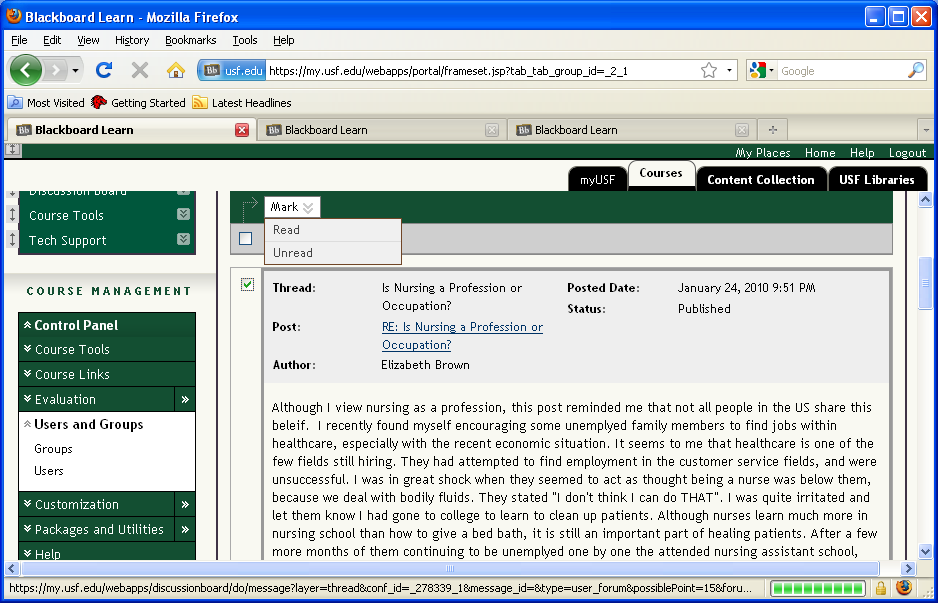 Blackboard Learn - Mozilla Firefox
File Edit View History Bookmarks Tools Help
Bb usf.edu https://my.usf.edu/webapps/portal/frameset.jsp?tab_tab_group_id=_2_1 Google
Most Visited Getting Started Latest Headlines
Bb Blackboard Learn Bb Blackboard Learn Bb Blackboard Learn
My Places Home Help Logout
myUSF Courses Content Collection USF Libraries
Discussion Board
Course Tools
Tech Support
COURSE MANAGEMENT
Control Panel
Course Tools
Course Links
Evaluation
Users and Groups
Groups
Users
Customization
Packages and Utilities
Help
Mark
Read
Unread
Thread: Is Nursing a Profession or Occupation?
Posted Date: January 24, 2010 9:51 PM
Status: Published
Post: RE: Is Nursing a Profession or Occupation?
Author: Elizabeth Brown
Although I view nursing as a profession, this post reminded me that not all people in the US share this
beleif. I recently found myself encouraging some unemplyed family members to find jobs within
healthcare, especially with the recent economic situation. It seems to me that healthcare is one of the
few fields still hiring. They had attempted to find employment in the customer service fields, and were
unsuccessful. I was in great shock when they seemed to act as thought being a nurse was below them,
because we deal with bodily fluids. They stated "I don't think I can do THAT". I was quite irritated and
let them know I had gone to college to learn to clean up patients. Although nurses learn much more in
nursing school than how to give a bed bath, it is still an important part of healing patients. After a few
more months of them continuing to be unemplyed one by one the attended nursing assistant school,
https://my.usf.edu/webapps/discussionboard/do/message?layer=thread&conf_id=_278339_1&message_id=&type=user_forum&possiblePoint=15&foru...